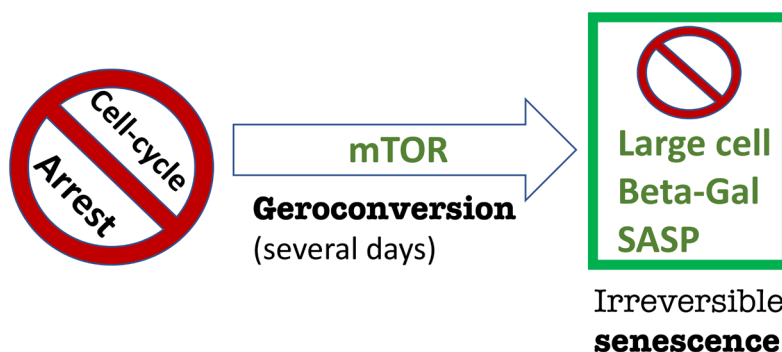 Cell-cycle
Arrest
mTOR
Geroconversion
(several days)
Large cell
Beta-Gal
SASP
Irreversible
senescence